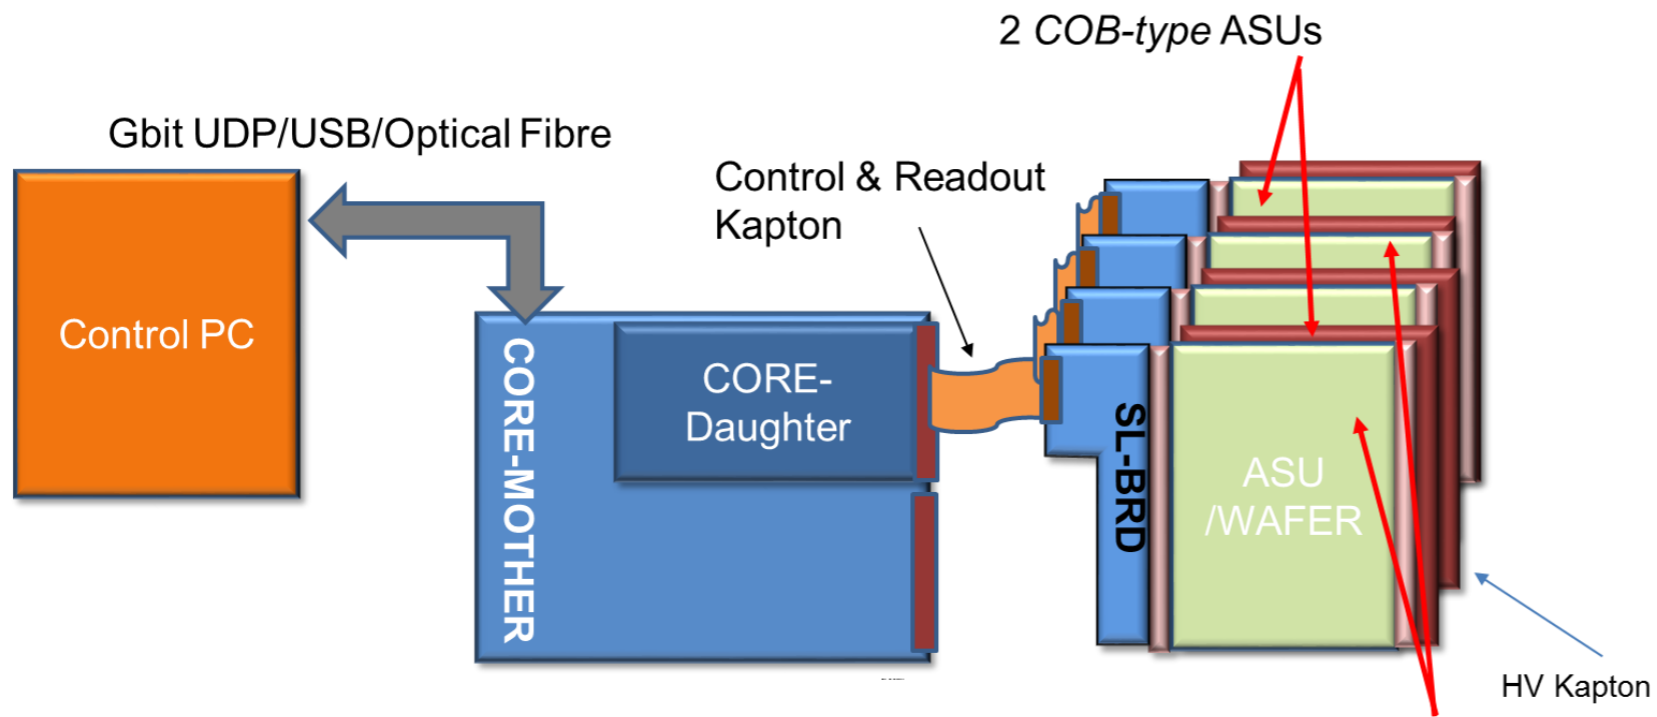 2 COB-type ASUs
Gbit UDP/USB/Optical Fibre
Control & Readout
Kapton
Control PC
CORE-MOTHER
CORE-
Daughter
SL-BRD
ASU
/WAFER
HV Kapton